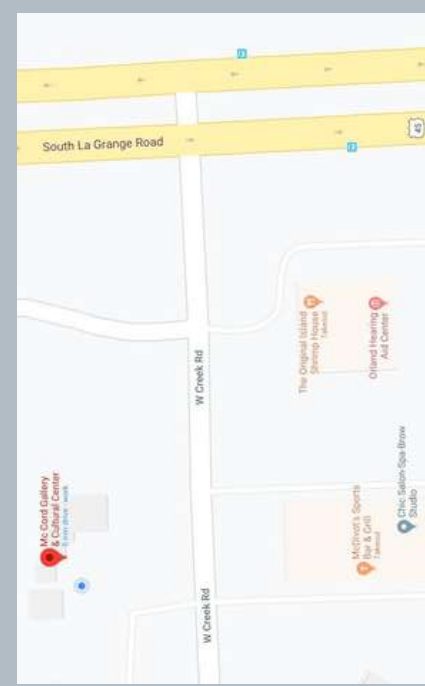 South La Grange Road
45
W Creek Rd
The Original Island
Shrimp House
Takeout
Orland Hearing
Aid Center
Mc Cord Gallery
& Cultural Center
McDivot's Sports
Bar & Grill
Takeout
Chic Salon-Spa-Brow
Studio
W Creek Rd